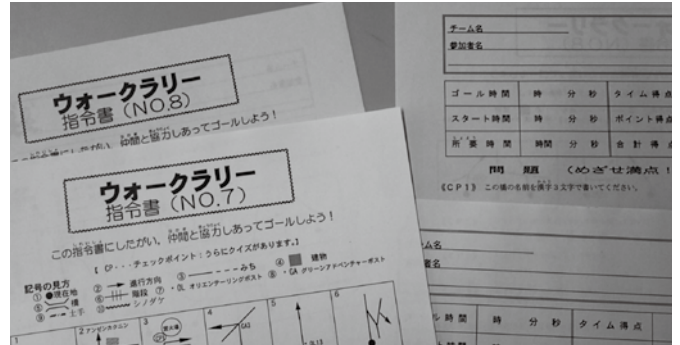 ウォークラリー
指令書(NO.8)
仲間と協力しあってゴールしよう!
ウォークラリー
指令書(NO.7)
この指令書にしたがい、仲間と協力しあってゴールしよう!
【 CP・・・チェックポイント:うらにクイズがあります。】
記号の見方
①●現在地 ② → 進行方向 ③ みち ④ 建物
⑤ 橋 ⑥ 階段 ⑦ ・OL オリエンテーリングポスト ⑧ ・GA グリーンアドベンチャーポスト
⑨ 土手 ⑩ シノダケ
1 2 3 4 5 6
CP1
GA3
OL13
チーム名
参加者名
ゴール時間 時 分 秒 タイム得点
スタート時間 時 分 秒 ポイント得点
所要時間 時間 分 秒 合計得点
問題 (めざせ満点!
《CP1》 この橋の名前を漢字3文字で書いてください。
ム名
者名
ル時間 時 分 秒 タイム得点